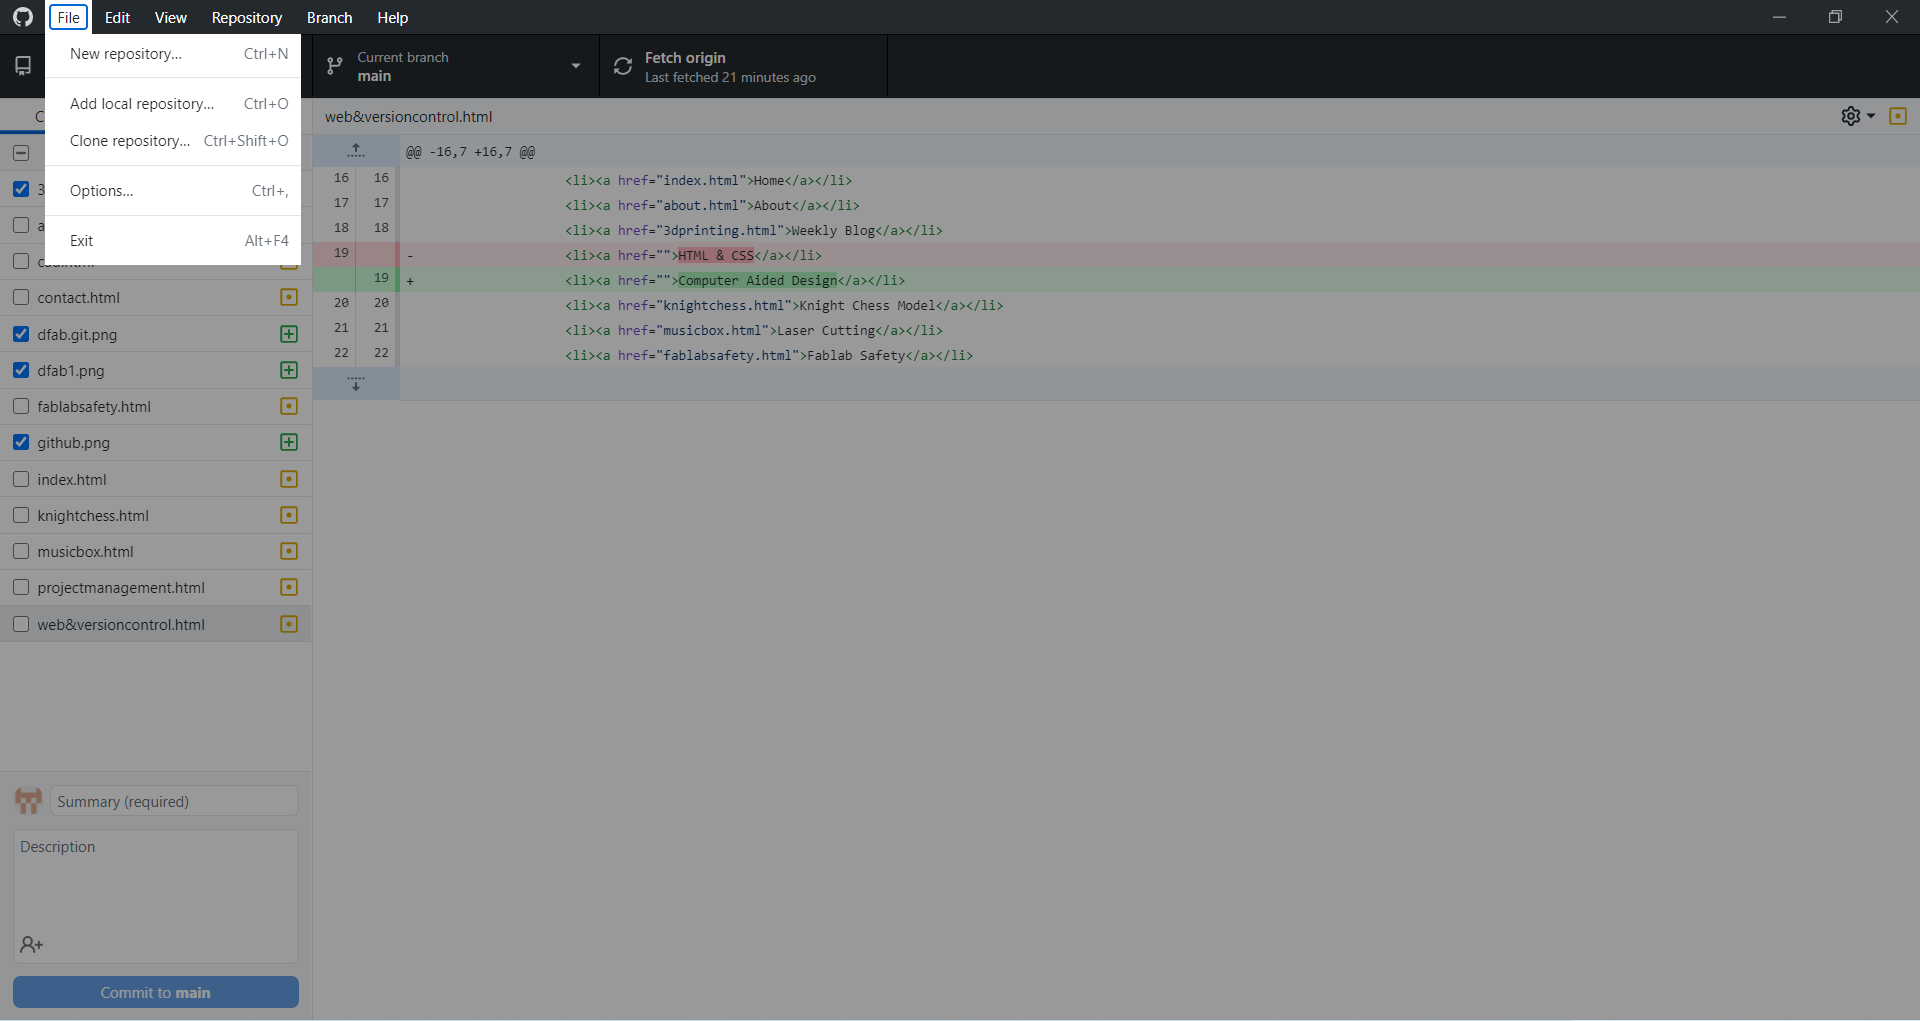 File Edit View Repository Branch Help
New repository... Ctrl+N
Add local repository... Ctrl+O
Clone repository... Ctrl+Shift+O
Options... Ctrl+,
Exit Alt+F4
Current branch
main
Fetch origin
Last fetched 21 minutes ago
C
3
a
contact.html
dfab.git.png
dfab1.png
fablabsafety.html
github.png
index.html
knightchess.html
musicbox.html
projectmanagement.html
web&versioncontrol.html
Summary (required)
Description
Commit to main
web&versioncontrol.html
@@ -16,7 +16,7 @@
16 16 <li><a href="index.html">Home</a></li>
17 17 <li><a href="about.html">About</a></li>
18 18 <li><a href="3dprinting.html">Weekly Blog</a></li>
19 - <li><a href="">HTML & CSS</a></li>
19 + <li><a href="">Computer Aided Design</a></li>
20 20 <li><a href="knightchess.html">Knight Chess Model</a></li>
21 21 <li><a href="musicbox.html">Laser Cutting</a></li>
22 22 <li><a href="fablabsafety.html">Fablab Safety</a></li>